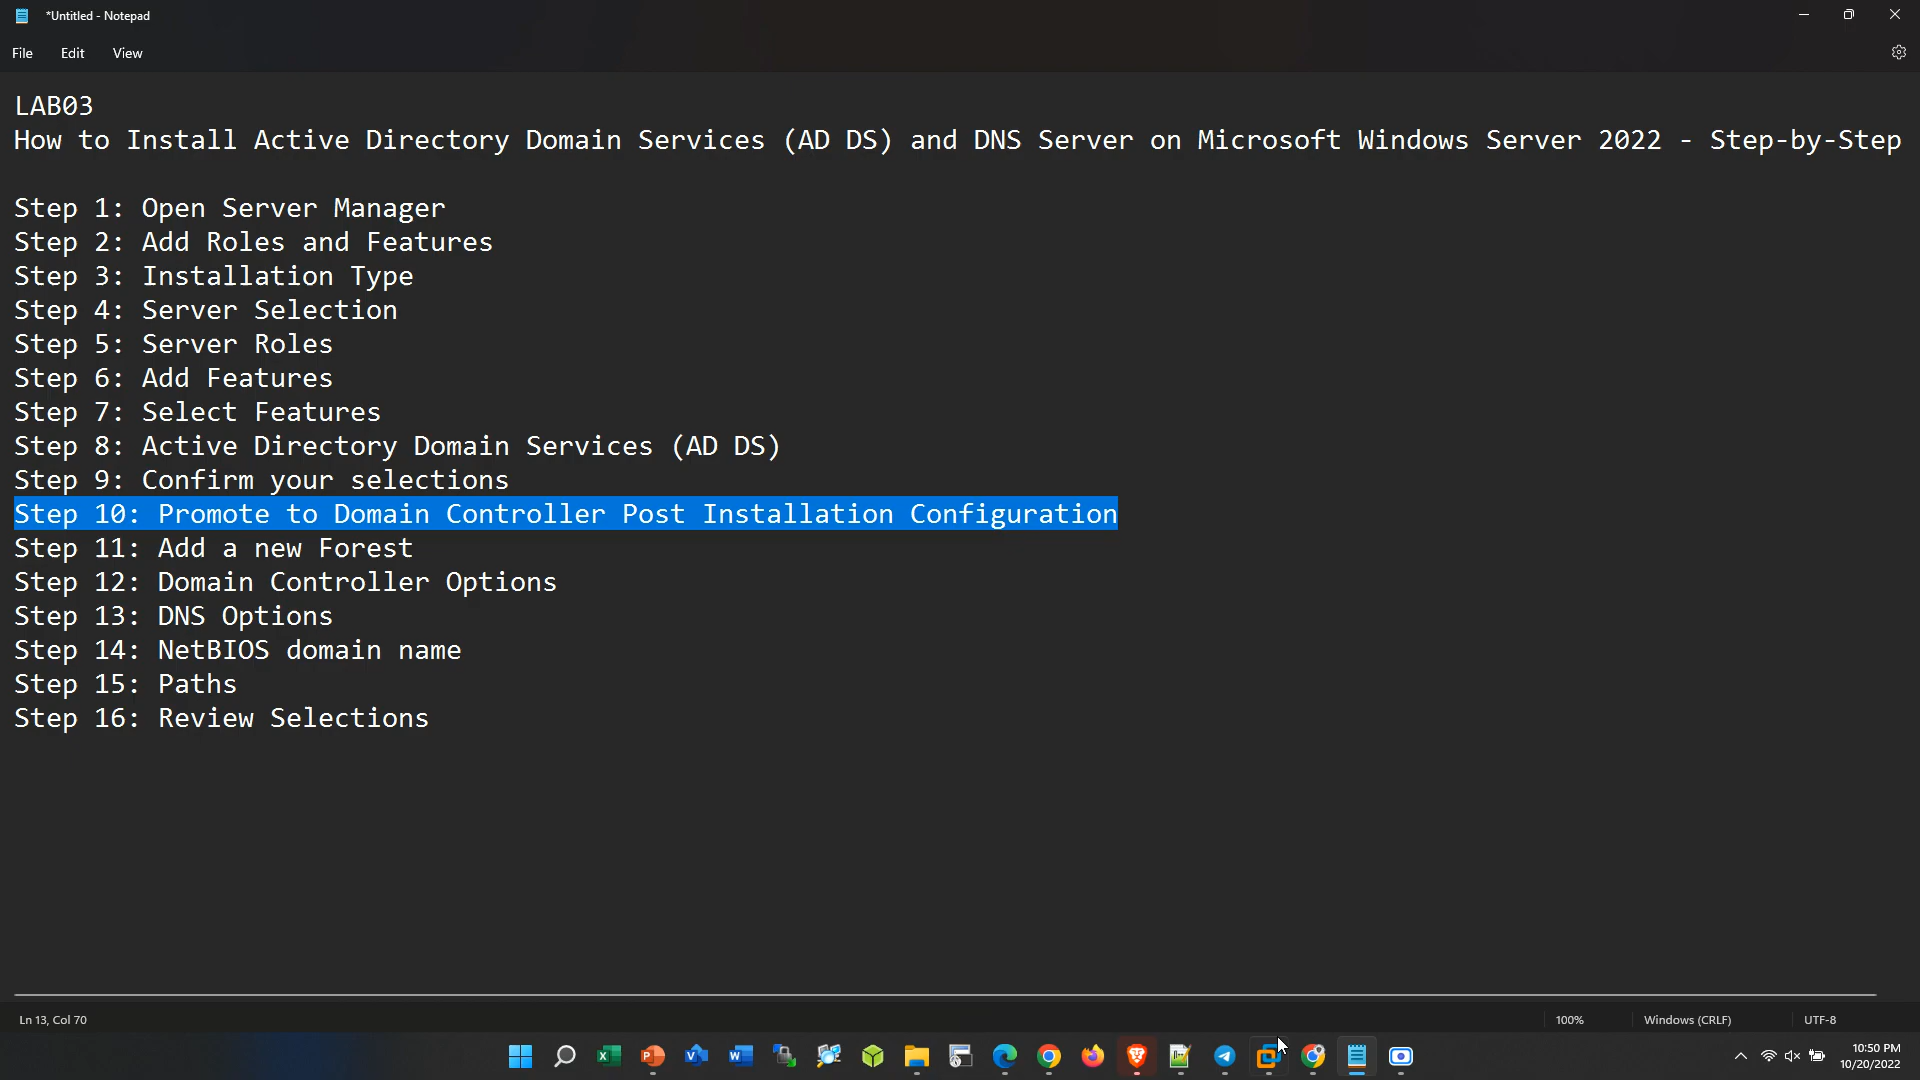 *Untitled - Notepad
File Edit View
LAB03
How to Install Active Directory Domain Services (AD DS) and DNS Server on Microsoft Windows Server 2022 - Step-by-Step
Step 1: Open Server Manager
Step 2: Add Roles and Features
Step 3: Installation Type
Step 4: Server Selection
Step 5: Server Roles
Step 6: Add Features
Step 7: Select Features
Step 8: Active Directory Domain Services (AD DS)
Step 9: Confirm your selections
Step 10: Promote to Domain Controller Post Installation Configuration
Step 11: Add a new Forest
Step 12: Domain Controller Options
Step 13: DNS Options
Step 14: NetBIOS domain name
Step 15: Paths
Step 16: Review Selections
Ln 13, Col 70 100% Windows (CRLF) UTF-8
10:50 PM
10/20/2022